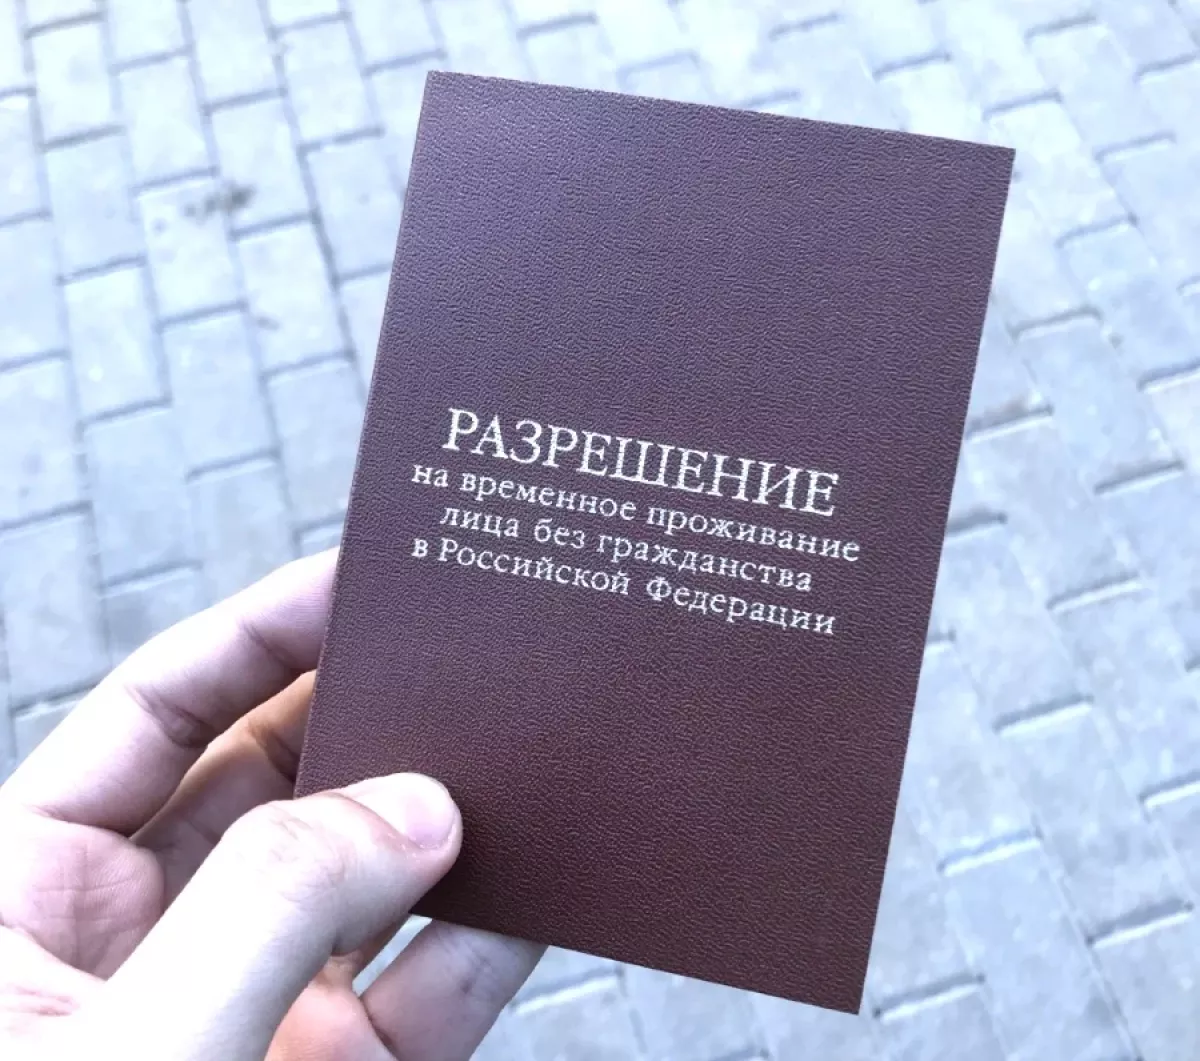 РАЗРЕШЕНИЕ
на временное проживание
лица без гражданства
в Российской Федерации